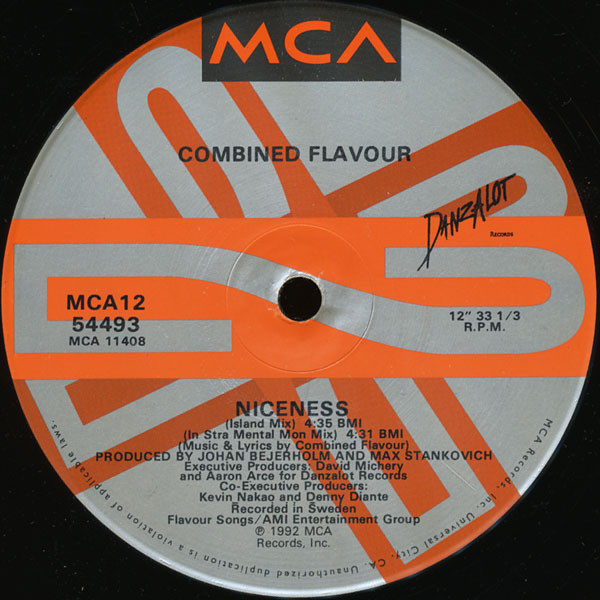 MCA
COMBINED FLAVOUR
DANZALOT
RECORDS
MCA12
54493
MCA 11408
12" 33 1/3
R.P.M.
NICENESS
(Island Mix) 4:35 BMI
(In Stra Mental Mon Mix) 4:31 BMI
(Music & Lyrics by Combined Flavour)
PRODUCED BY JOHAN BEJERHOLM AND MAX STANKOVICH
Executive Producers: David Michery
and Aaron Arce for Danzalot Records
Co-Executive Producers:
Kevin Nakao and Denny Diante
Recorded in Sweden
Flavour Songs/AMI Entertainment Group
℗ 1992 MCA
Records, Inc.
MCA Records, Inc. Universal City, CA. Unauthorized duplication is a violation of applicable laws.